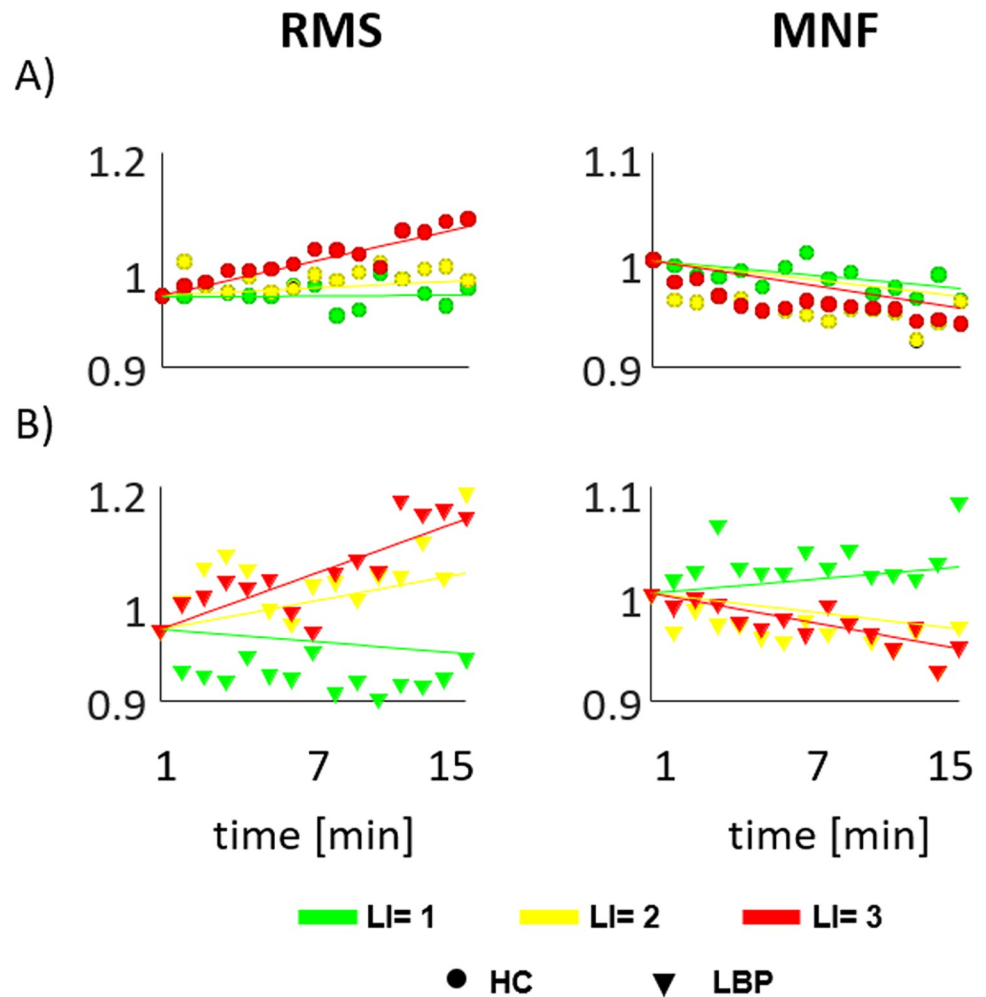 RMS MNF
A)
1.2 1.1
1 1
0.9 0.9
B)
1.2 1.1
1 1
0.9 0.9
1 7 15 1 7 15
time [min] time [min]
LI= 1 LI= 2 LI= 3
HC LBP